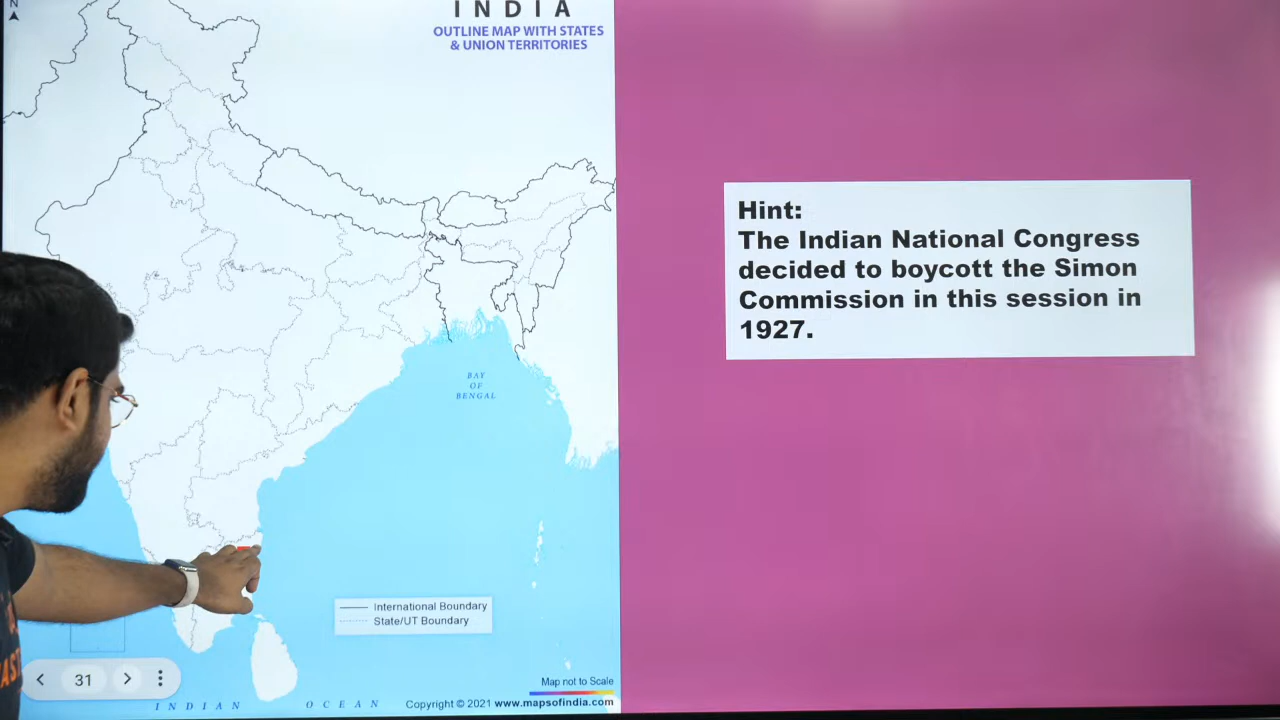 N
INDIA
OUTLINE MAP WITH STATES
& UNION TERRITORIES
Hint:
The Indian National Congress
decided to boycott the Simon
Commission in this session in
1927.
BAY
OF
BENGAL
International Boundary
State/UT Boundary
31
Map not to Scale
INDIAN OCEAN
Copyright © 2021 www.mapsofindia.com